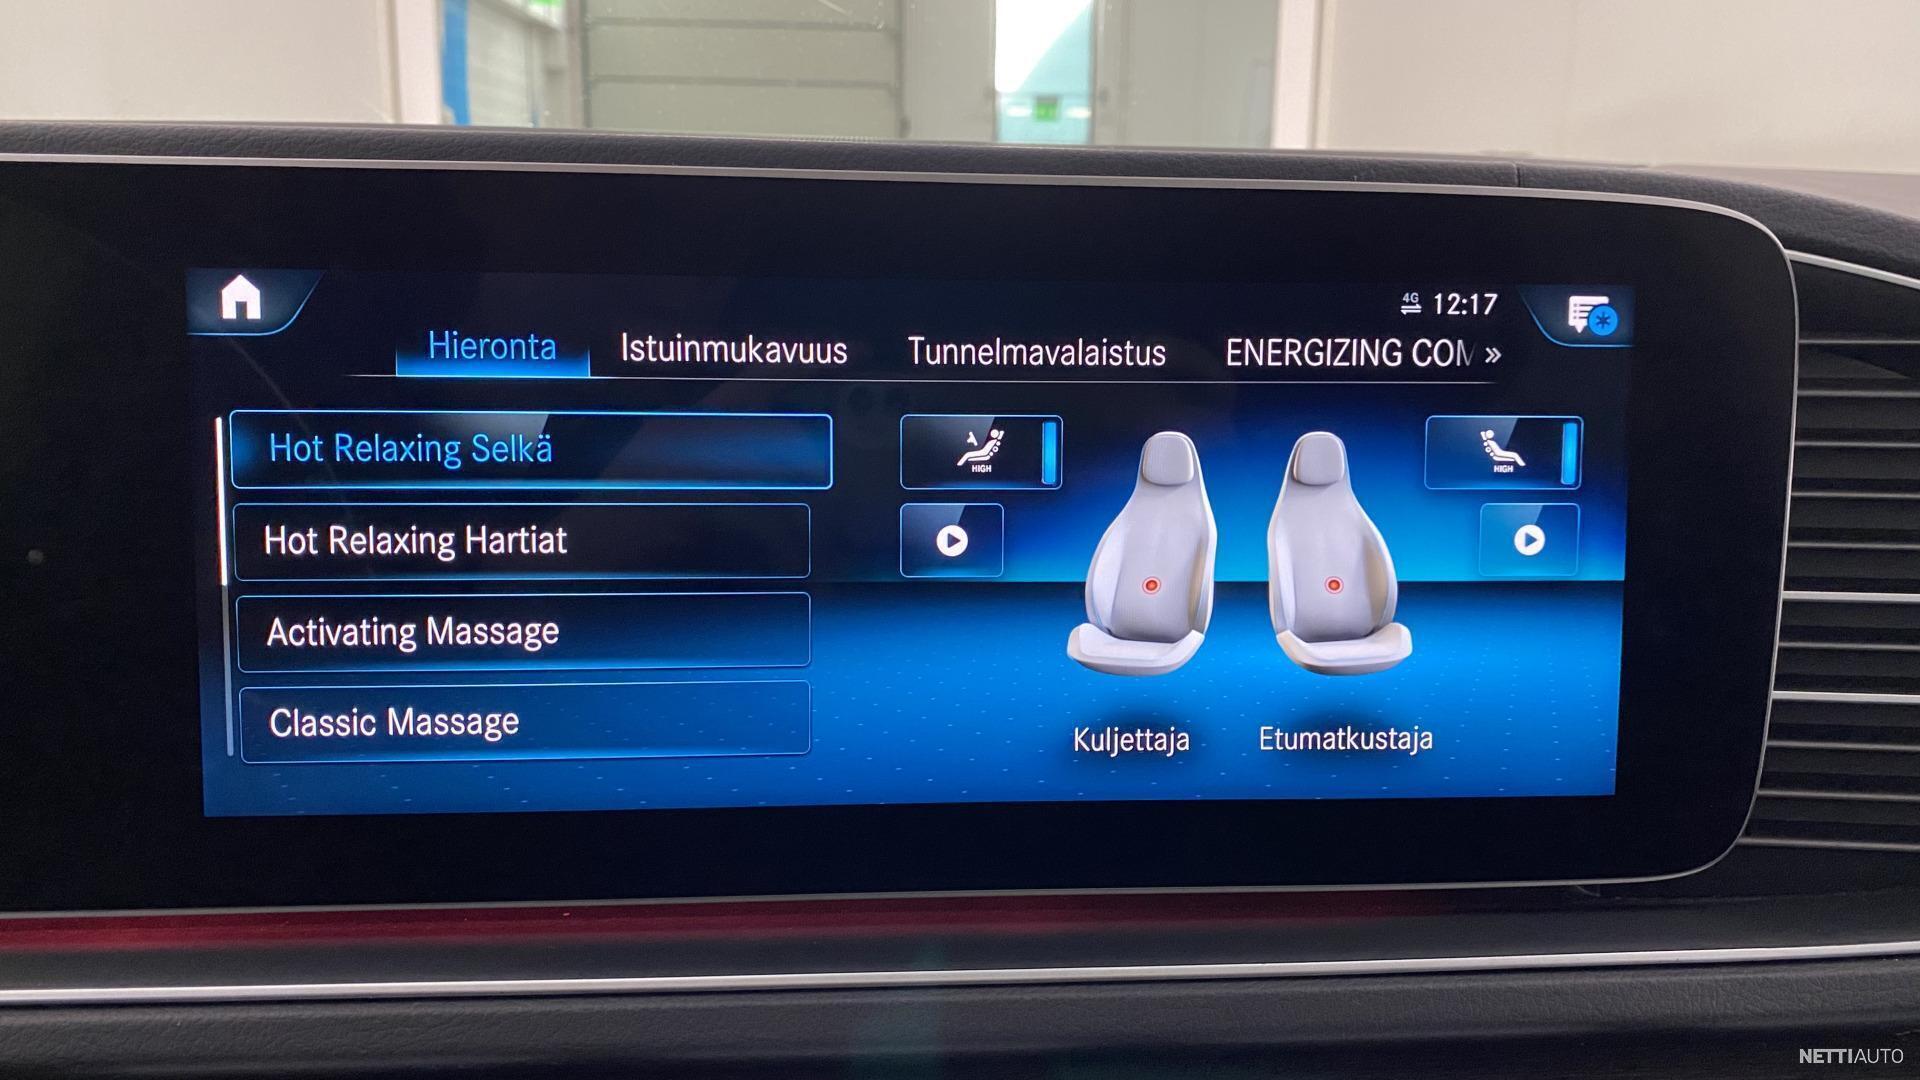 4G 12:17
Hieronta Istuinmukavuus Tunnelmavalaistus ENERGIZING COM »
Hot Relaxing Selkä
HIGH
HIGH
Hot Relaxing Hartiat
Activating Massage
Classic Massage
Kuljettaja Etumatkustaja
NETTIAUTO